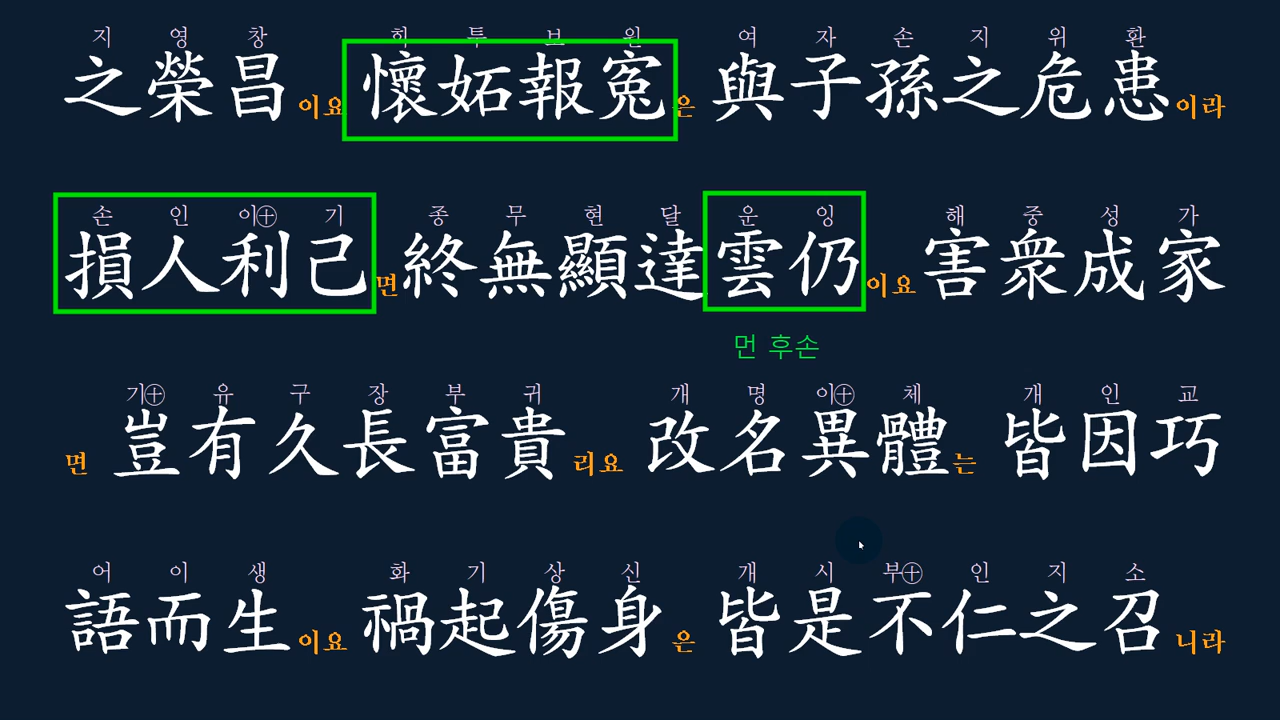 지 영 창 회 투 보 원 여 자 손 지 위 환
之榮昌이요 懷妬報冤은 與子孫之危患이라
손 인 이㊉ 기 종 무 현 달 운 잉 해 중 성 가
損人利己면 終無顯達雲仍이요 害衆成家
먼 후손
기㊉ 유 구 장 부 귀 개 명 이㊉ 체 개 인 교
면 豈有久長富貴리요 改名異體는 皆因巧
어 이 생 화 기 상 신 개 시 부㊉ 인 지 소
語而生이요 禍起傷身은 皆是不仁之召니라